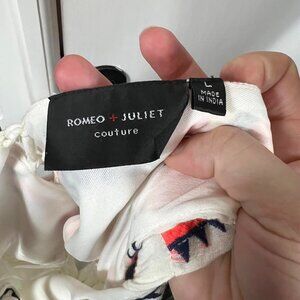 ROMEO + JULIET
couture
L
MADE
IN INDIA